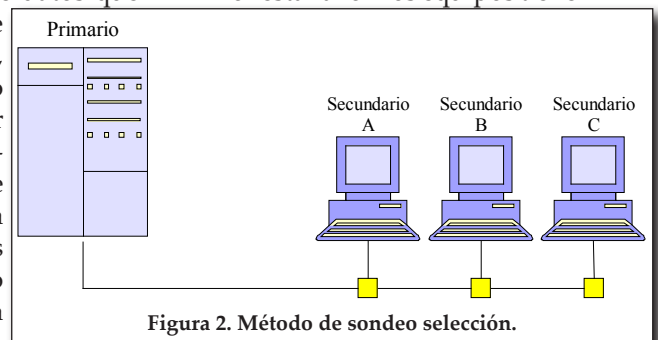 Primario
Secundario
A
Secundario
B
Secundario
C
Figura 2. Método de sondeo selección.